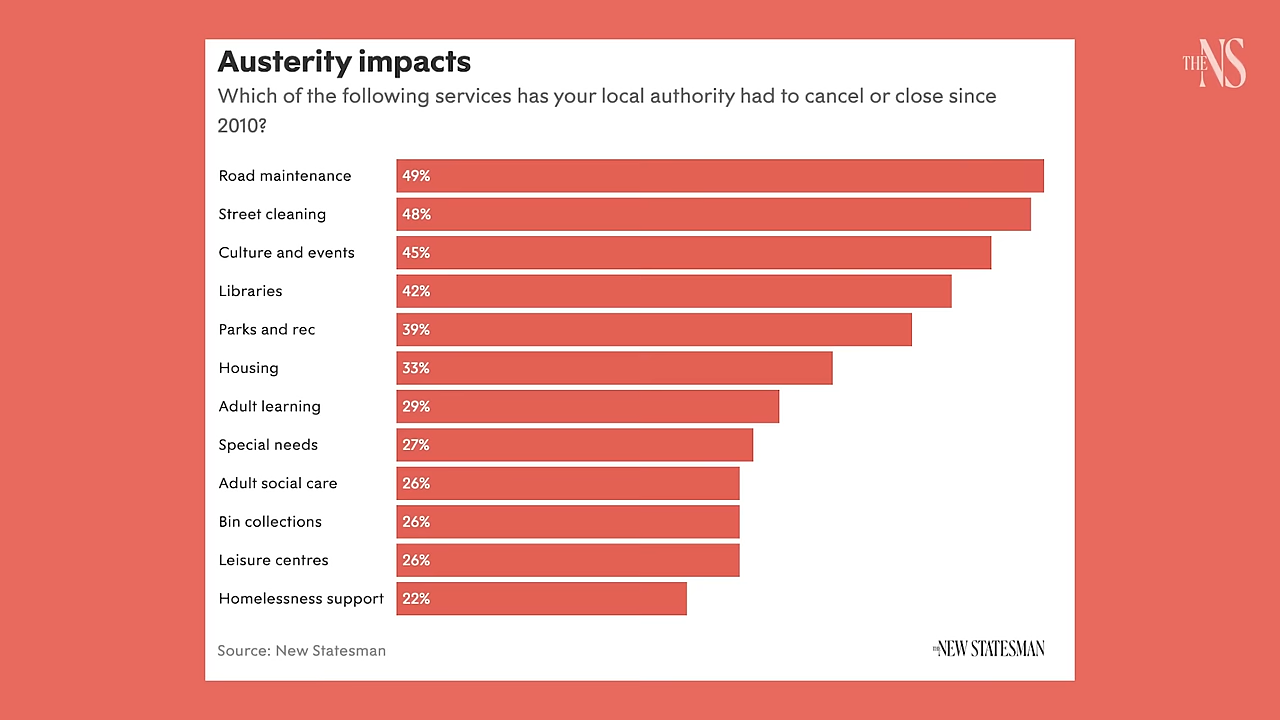 Austerity impacts
THE NS
Which of the following services has your local authority had to cancel or close since
2010?
Road maintenance 49%
Street cleaning 48%
Culture and events 45%
Libraries 42%
Parks and rec 39%
Housing 33%
Adult learning 29%
Special needs 27%
Adult social care 26%
Bin collections 26%
Leisure centres 26%
Homelessness support 22%
Source: New Statesman
THE NEW STATESMAN